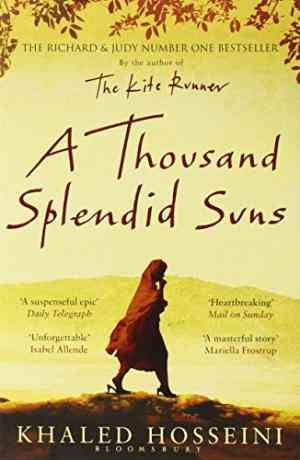 THE RICHARD & JUDY NUMBER ONE BESTSELLER
By the author of
The Kite Runner
A Thousand
Splendid Suns
'A suspenseful epic'
Daily Telegraph
'Heartbreaking'
Mail on Sunday
'Unforgettable'
Isabel Allende
'A masterful story'
Mariella Frostrup
KHALED HOSSEINI
BLOOMSBURY